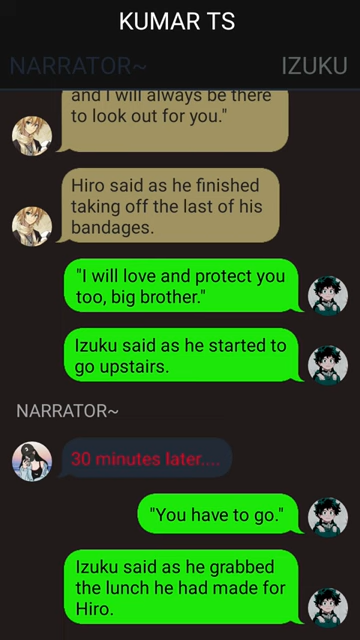 KUMAR TS
NARRATOR~ IZUKU
and I will always be there
to look out for you."
Hiro said as he finished
taking off the last of his
bandages.
"I will love and protect you
too, big brother."
Izuku said as he started to
go upstairs.
NARRATOR~
30 minutes later....
"You have to go."
Izuku said as he grabbed
the lunch he had made for
Hiro.